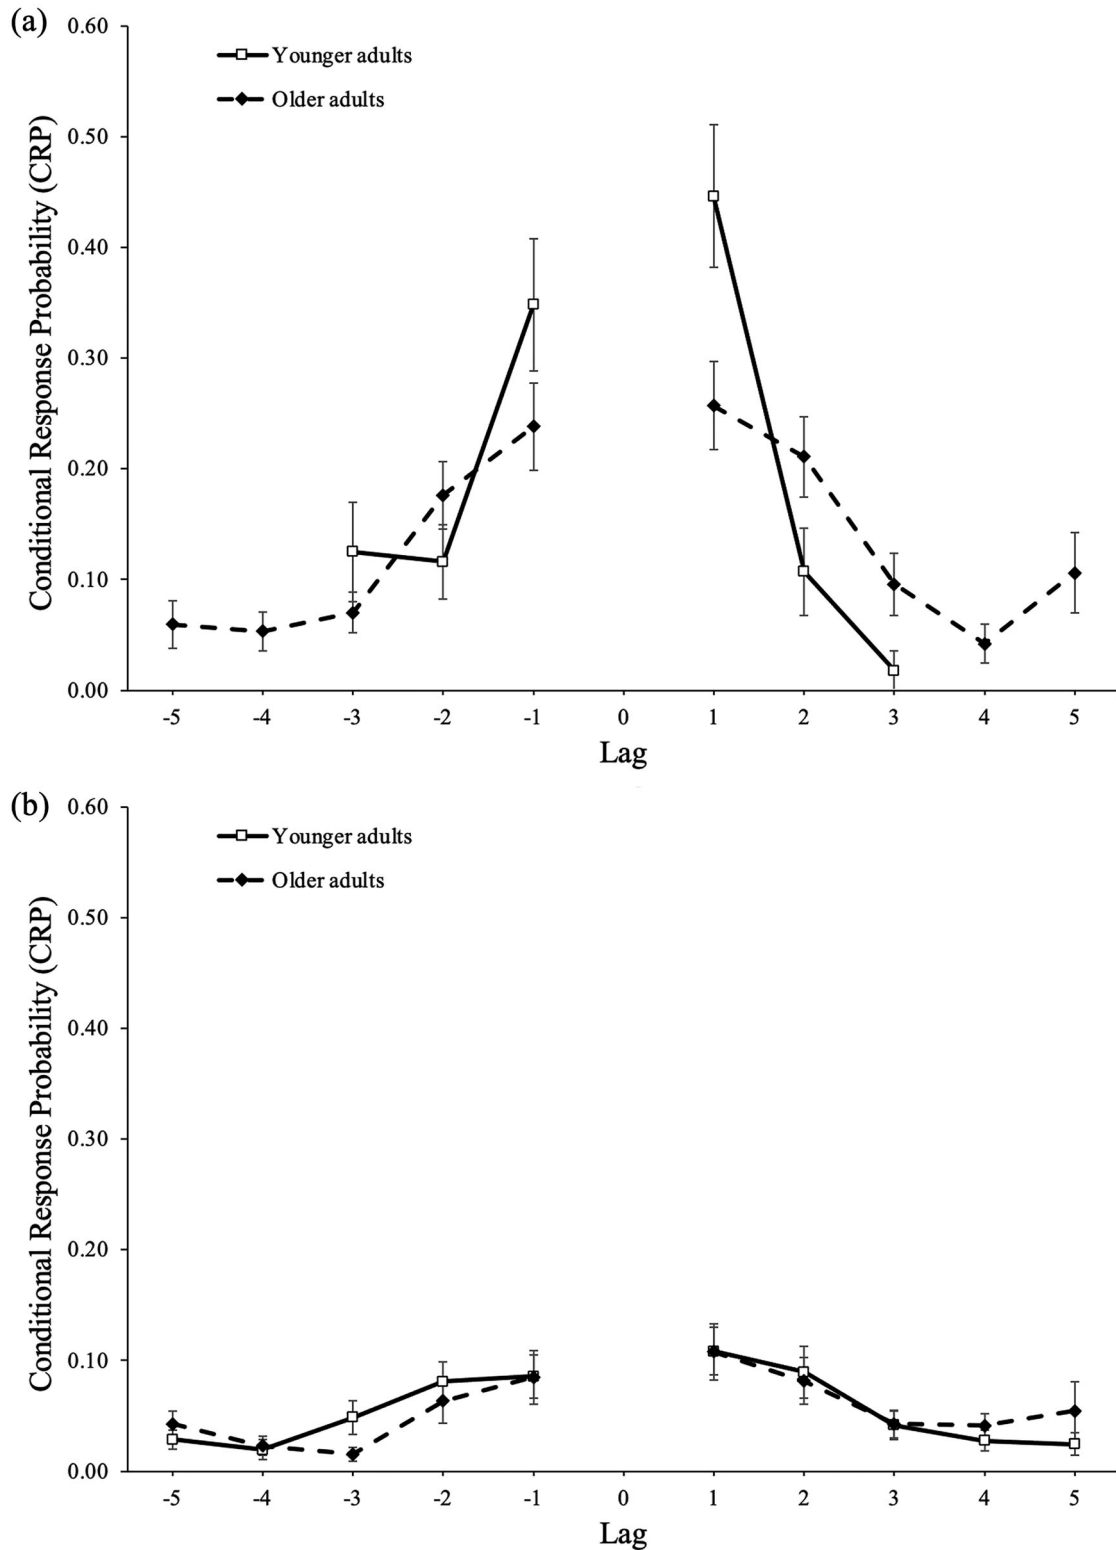 (a)
0.60
Younger adults
Older adults
0.50
0.40
0.30
0.20
0.10
0.00
Conditional Response Probability (CRP)
-5 -4 -3 -2 -1 0 1 2 3 4 5
Lag
(b)
0.60
Younger adults
Older adults
0.50
0.40
0.30
0.20
0.10
0.00
Conditional Response Probability (CRP)
-5 -4 -3 -2 -1 0 1 2 3 4 5
Lag